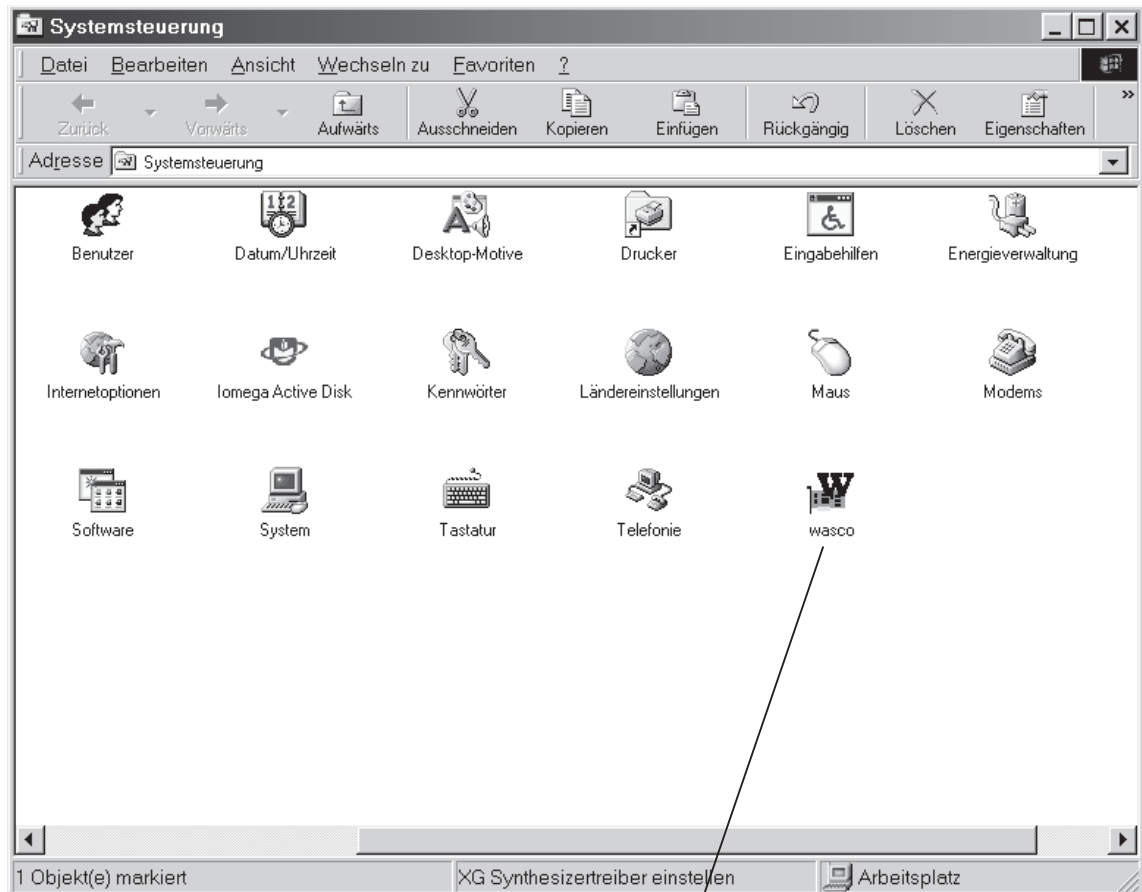 Systemsteuerung
Datei Bearbeiten Ansicht Wechseln zu Favoriten ?
Zurück Vorwärts Aufwärts Ausschneiden Kopieren Einfügen Rückgängig Löschen Eigenschaften »
Adresse Systemsteuerung
Benutzer Datum/Uhrzeit Desktop-Motive Drucker Eingabehilfen Energieverwaltung
Internetoptionen Iomega Active Disk Kennwörter Ländereinstellungen Maus Modems
Software System Tastatur Telefonie wasco
1 Objekt(e) markiert XG Synthesizertreiber einstellen Arbeitsplatz